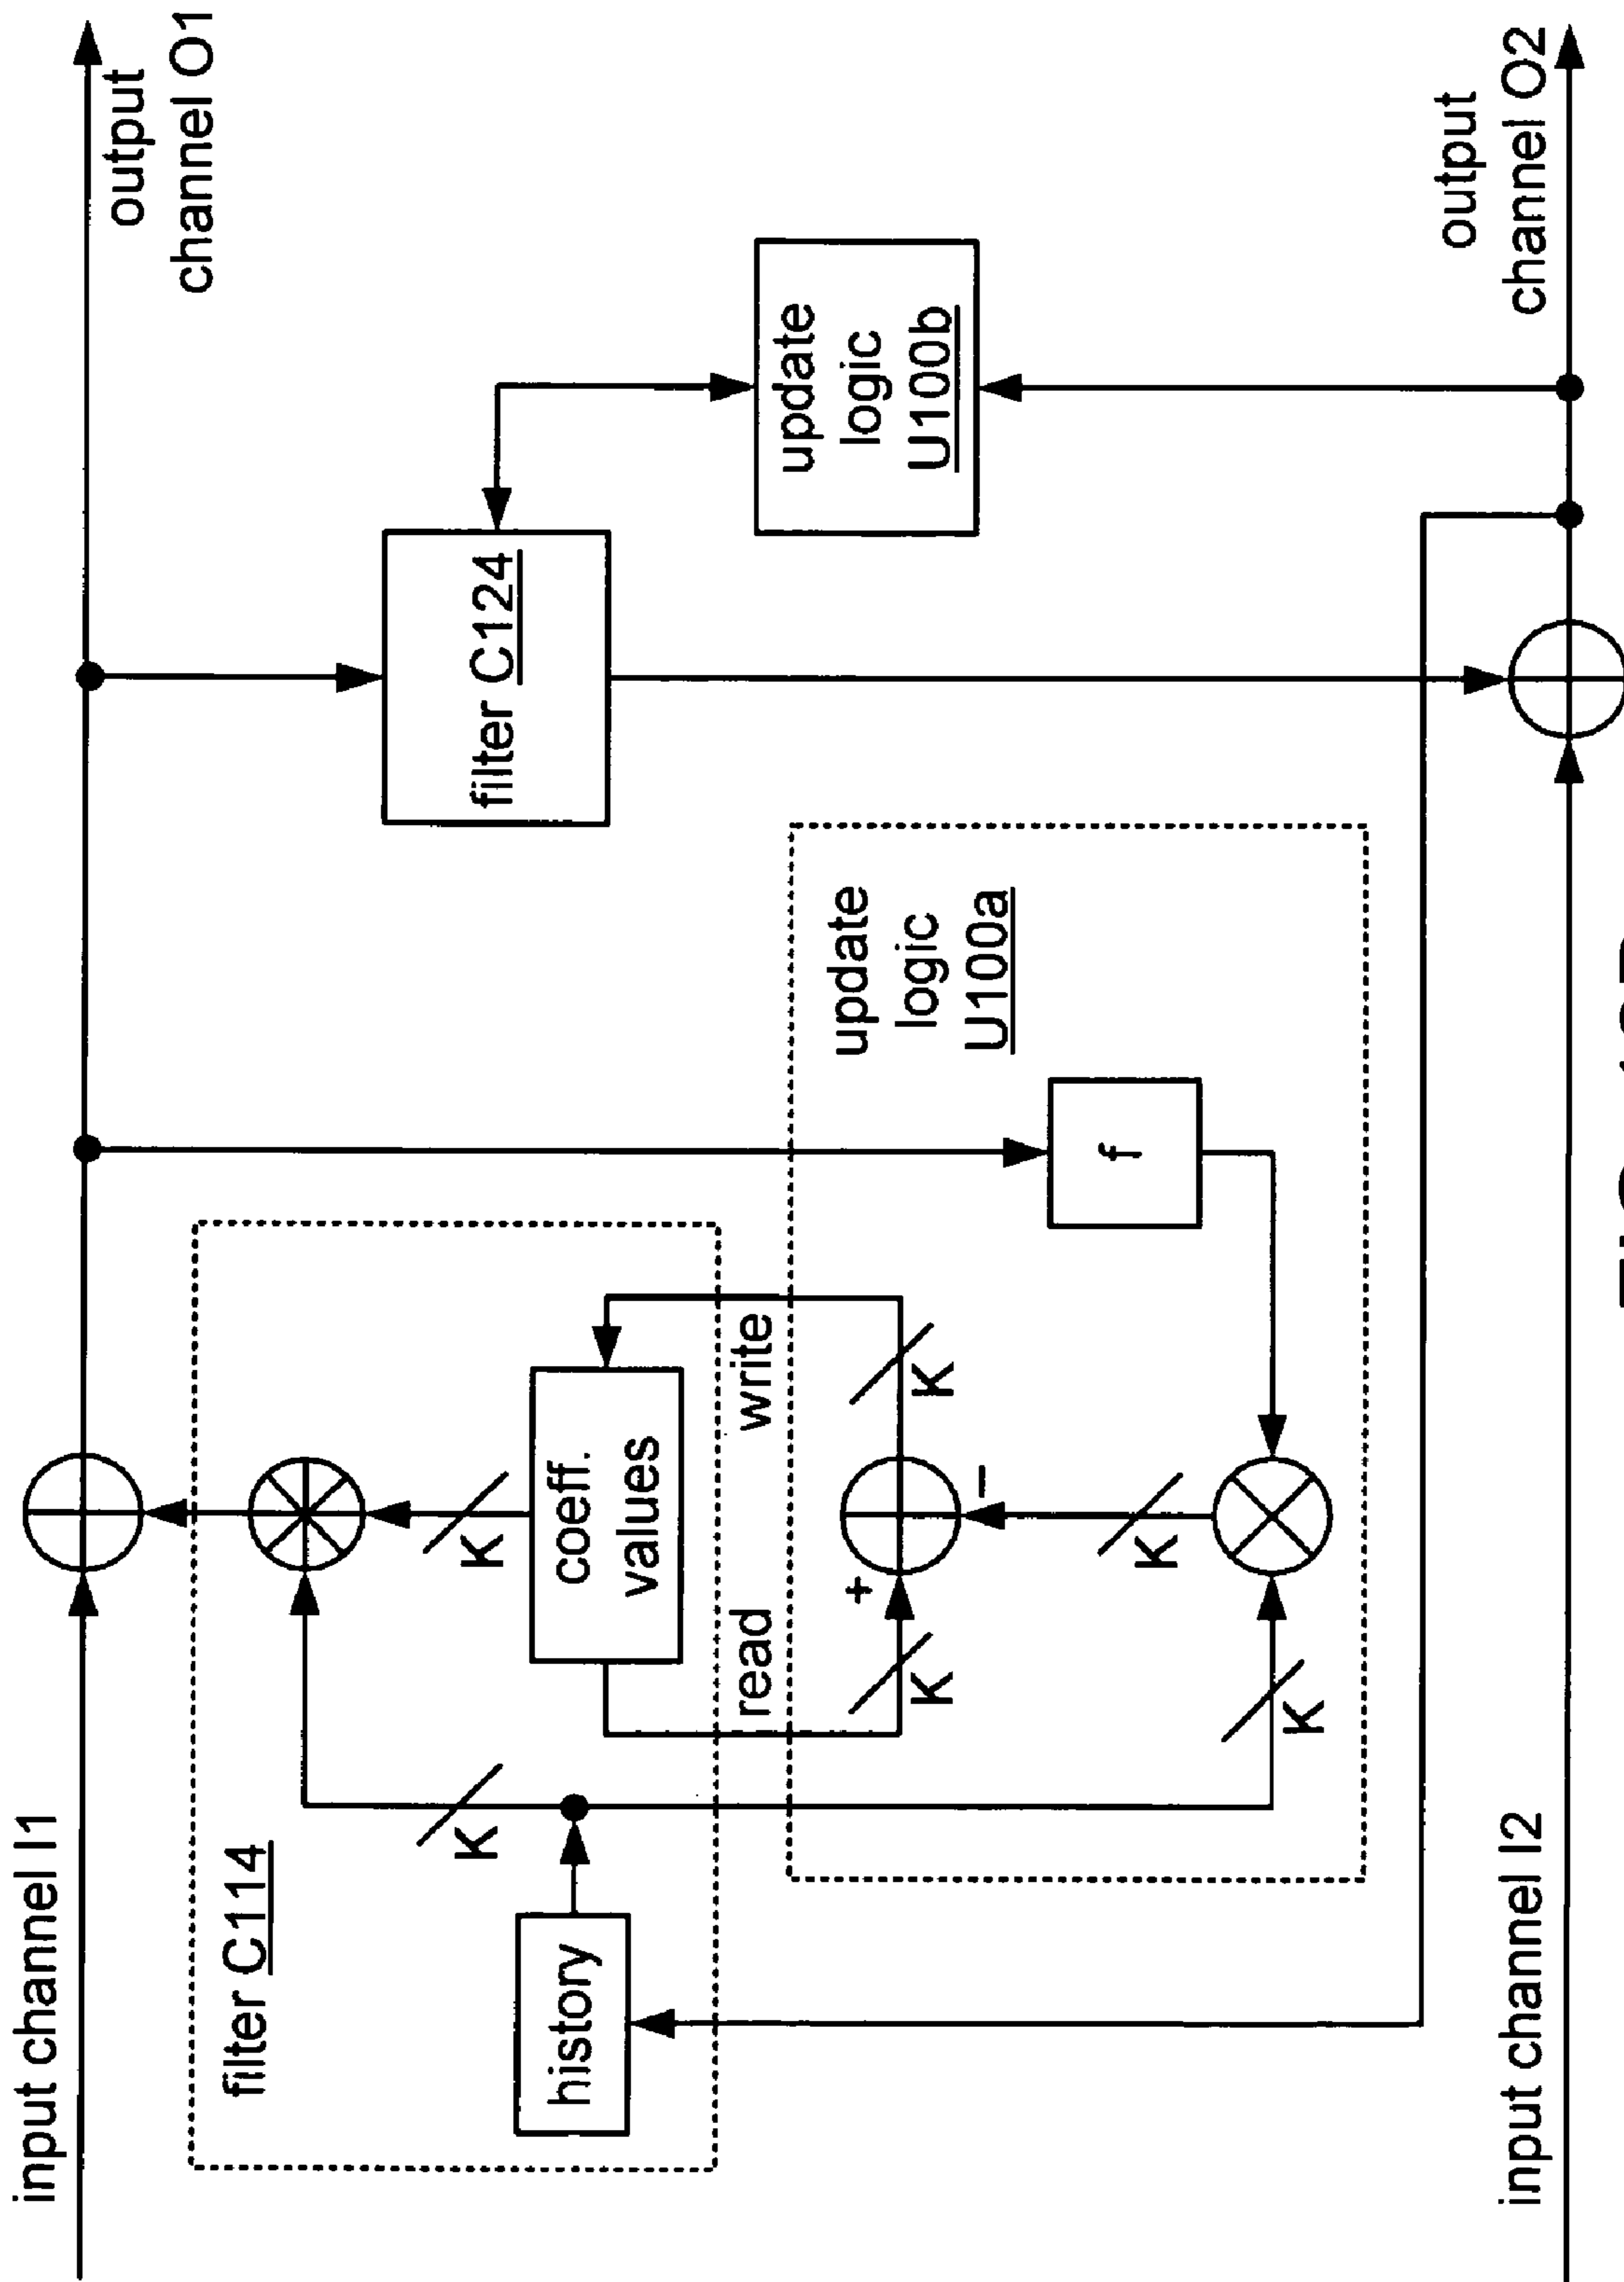 input channel I1
output
channel O1
filter C114
history
K
K
coeff.
values
read
write
filter C124
update
logic
U100b
update
logic
U100a
+
K
K
−
K
K
f
input channel I2
output
channel O2